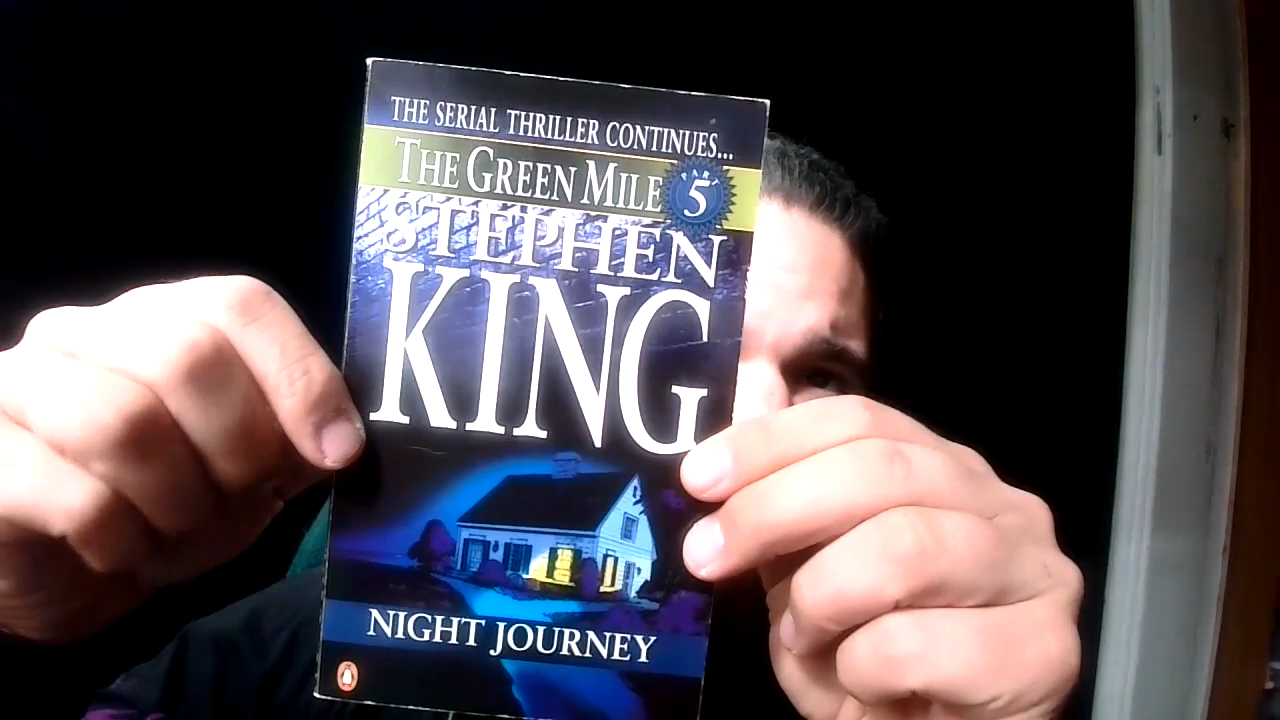 THE SERIAL THRILLER CONTINUES...
THE GREEN MILE
PART
5
STEPHEN
KING
NIGHT JOURNEY